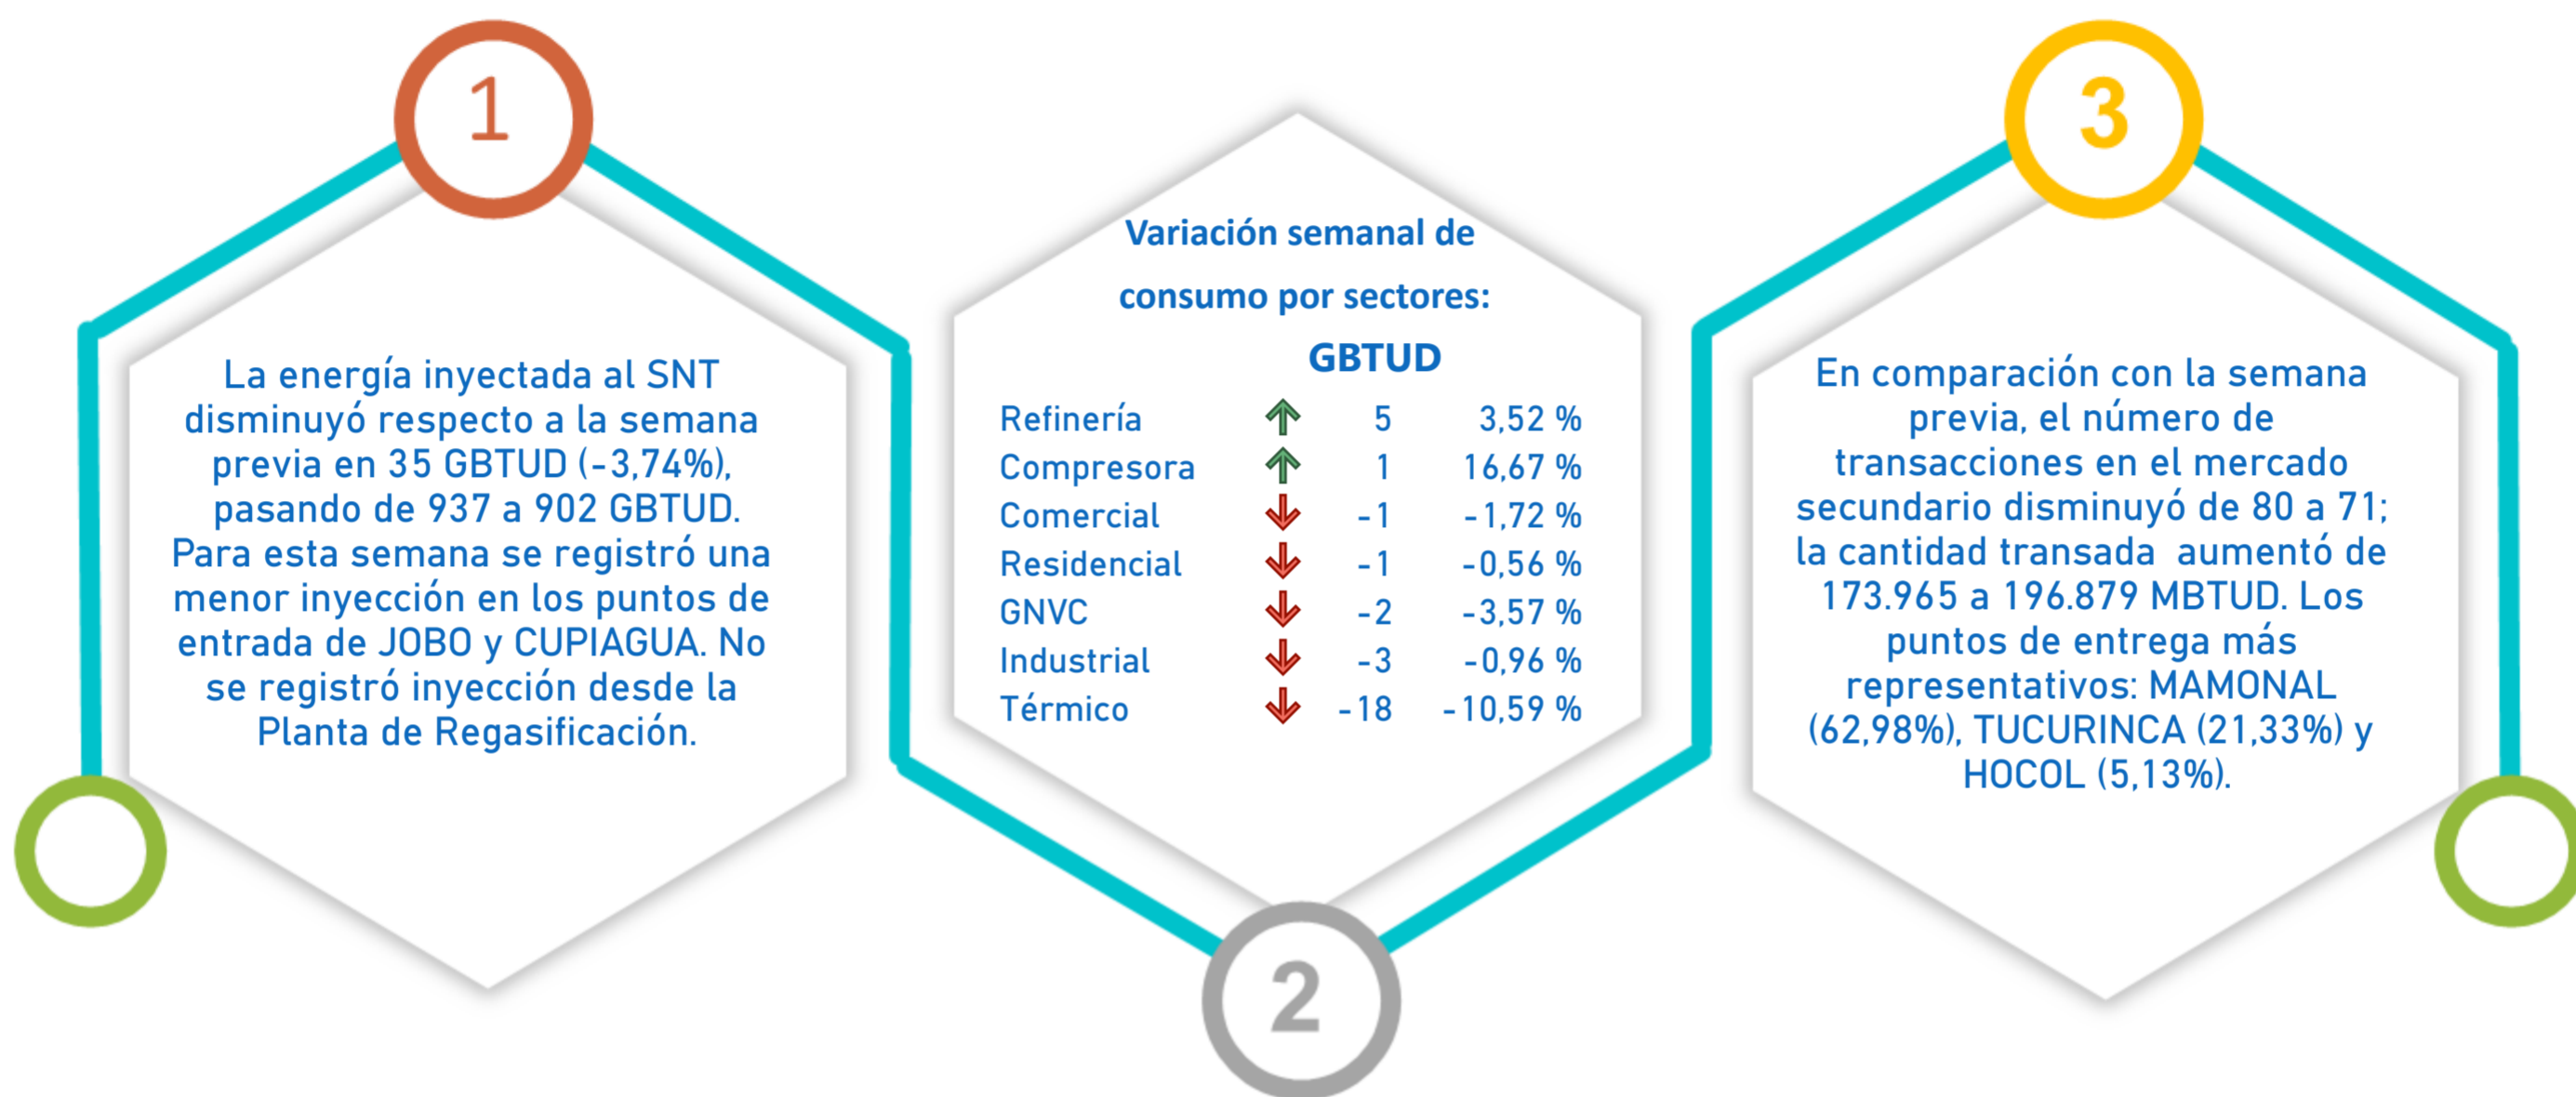 1
La energía inyectada al SNT
disminuyó respecto a la semana
previa en 35 GBTUD (-3,74%),
pasando de 937 a 902 GBTUD.
Para esta semana se registró una
menor inyección en los puntos de
entrada de JOBO y CUPIAGUA. No
se registró inyección desde la
Planta de Regasificación.
Variación semanal de
consumo por sectores:
GBTUD
Refinería 5 3,52 %
Compresora 1 16,67 %
Comercial -1 -1,72 %
Residencial -1 -0,56 %
GNVC -2 -3,57 %
Industrial -3 -0,96 %
Térmico -18 -10,59 %
2
3
En comparación con la semana
previa, el número de
transacciones en el mercado
secundario disminuyó de 80 a 71;
la cantidad transada aumentó de
173.965 a 196.879 MBTUD. Los
puntos de entrega más
representativos: MAMONAL
(62,98%), TUCURINCA (21,33%) y
HOCOL (5,13%).